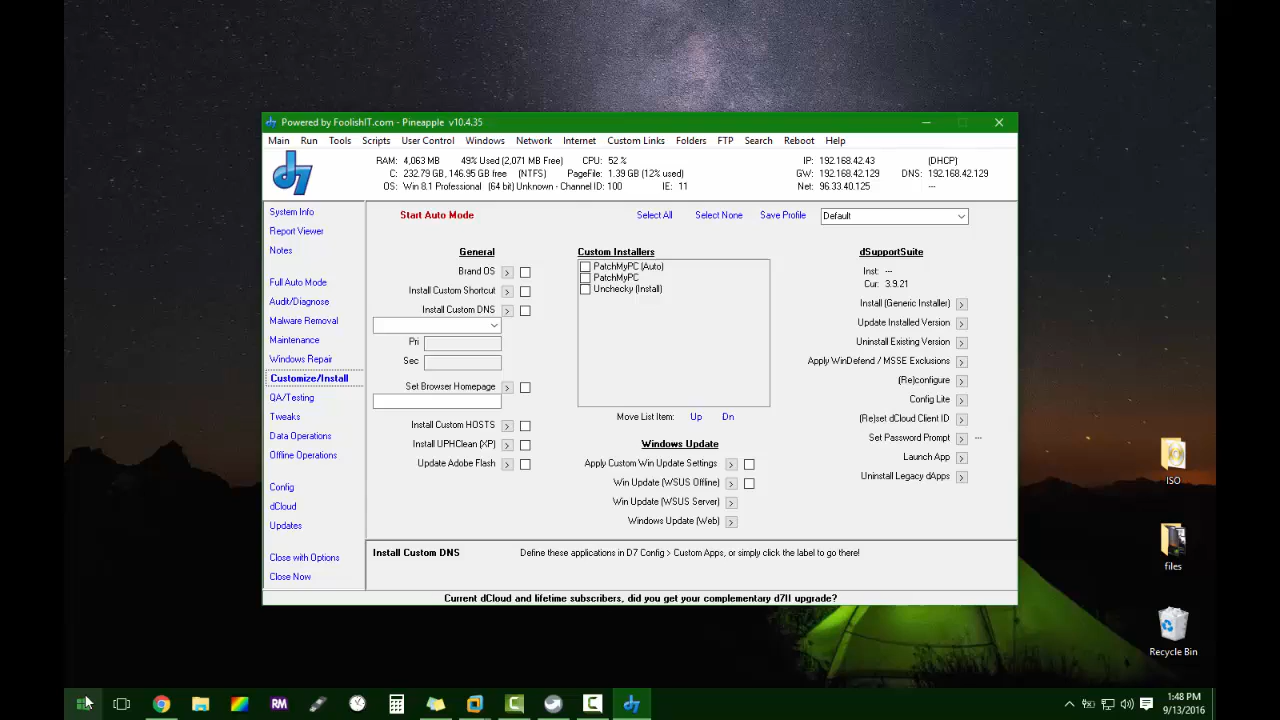 Powered by FoolishIT.com - Pineapple v10.4.35
Main Run Tools Scripts User Control Windows Network Internet Custom Links Folders FTP Search Reboot Help
d7
RAM: 4,063 MB 49% Used (2,071 MB Free) CPU: 52 % IP: 192.168.42.43 (DHCP)
C: 232.79 GB, 146.95 GB free (NTFS) PageFile: 1.39 GB (12% used) GW: 192.168.42.129 DNS: 192.168.42.129
OS: Win 8.1 Professional (64 bit) Unknown - Channel ID: 100 IE: 11 Net: 96.33.40.125 ---
System Info
Report Viewer
Notes
Full Auto Mode
Audit/Diagnose
Malware Removal
Maintenance
Windows Repair
Customize/Install
QA/Testing
Tweaks
Data Operations
Offline Operations
Config
dCloud
Updates
Close with Options
Close Now
Start Auto Mode Select All Select None Save Profile Default
General
Brand OS >
Install Custom Shortcut >
Install Custom DNS >
Pri
Sec
Set Browser Homepage >
Install Custom HOSTS >
Install UPHClean (XP) >
Update Adobe Flash >
Custom Installers
PatchMyPC (Auto)
PatchMyPC
Unchecky (Install)
Move List Item: Up Dn
Windows Update
Apply Custom Win Update Settings >
Win Update (WSUS Offline) >
Win Update (WSUS Server) >
Windows Update (Web) >
dSupportSuite
Inst: ---
Cur: 3.9.21
Install (Generic Installer) >
Update Installed Version >
Uninstall Existing Version >
Apply WinDefend / MSSE Exclusions >
(Re)configure >
Config Lite >
(Re)set dCloud Client ID >
Set Password Prompt > ---
Launch App >
Uninstall Legacy dApps >
Install Custom DNS Define these applications in D7 Config > Custom Apps, or simply click the label to go there!
Current dCloud and lifetime subscribers, did you get your complementary d7II upgrade?
ISO
files
Recycle Bin
RM
d7
1:48 PM
9/13/2016